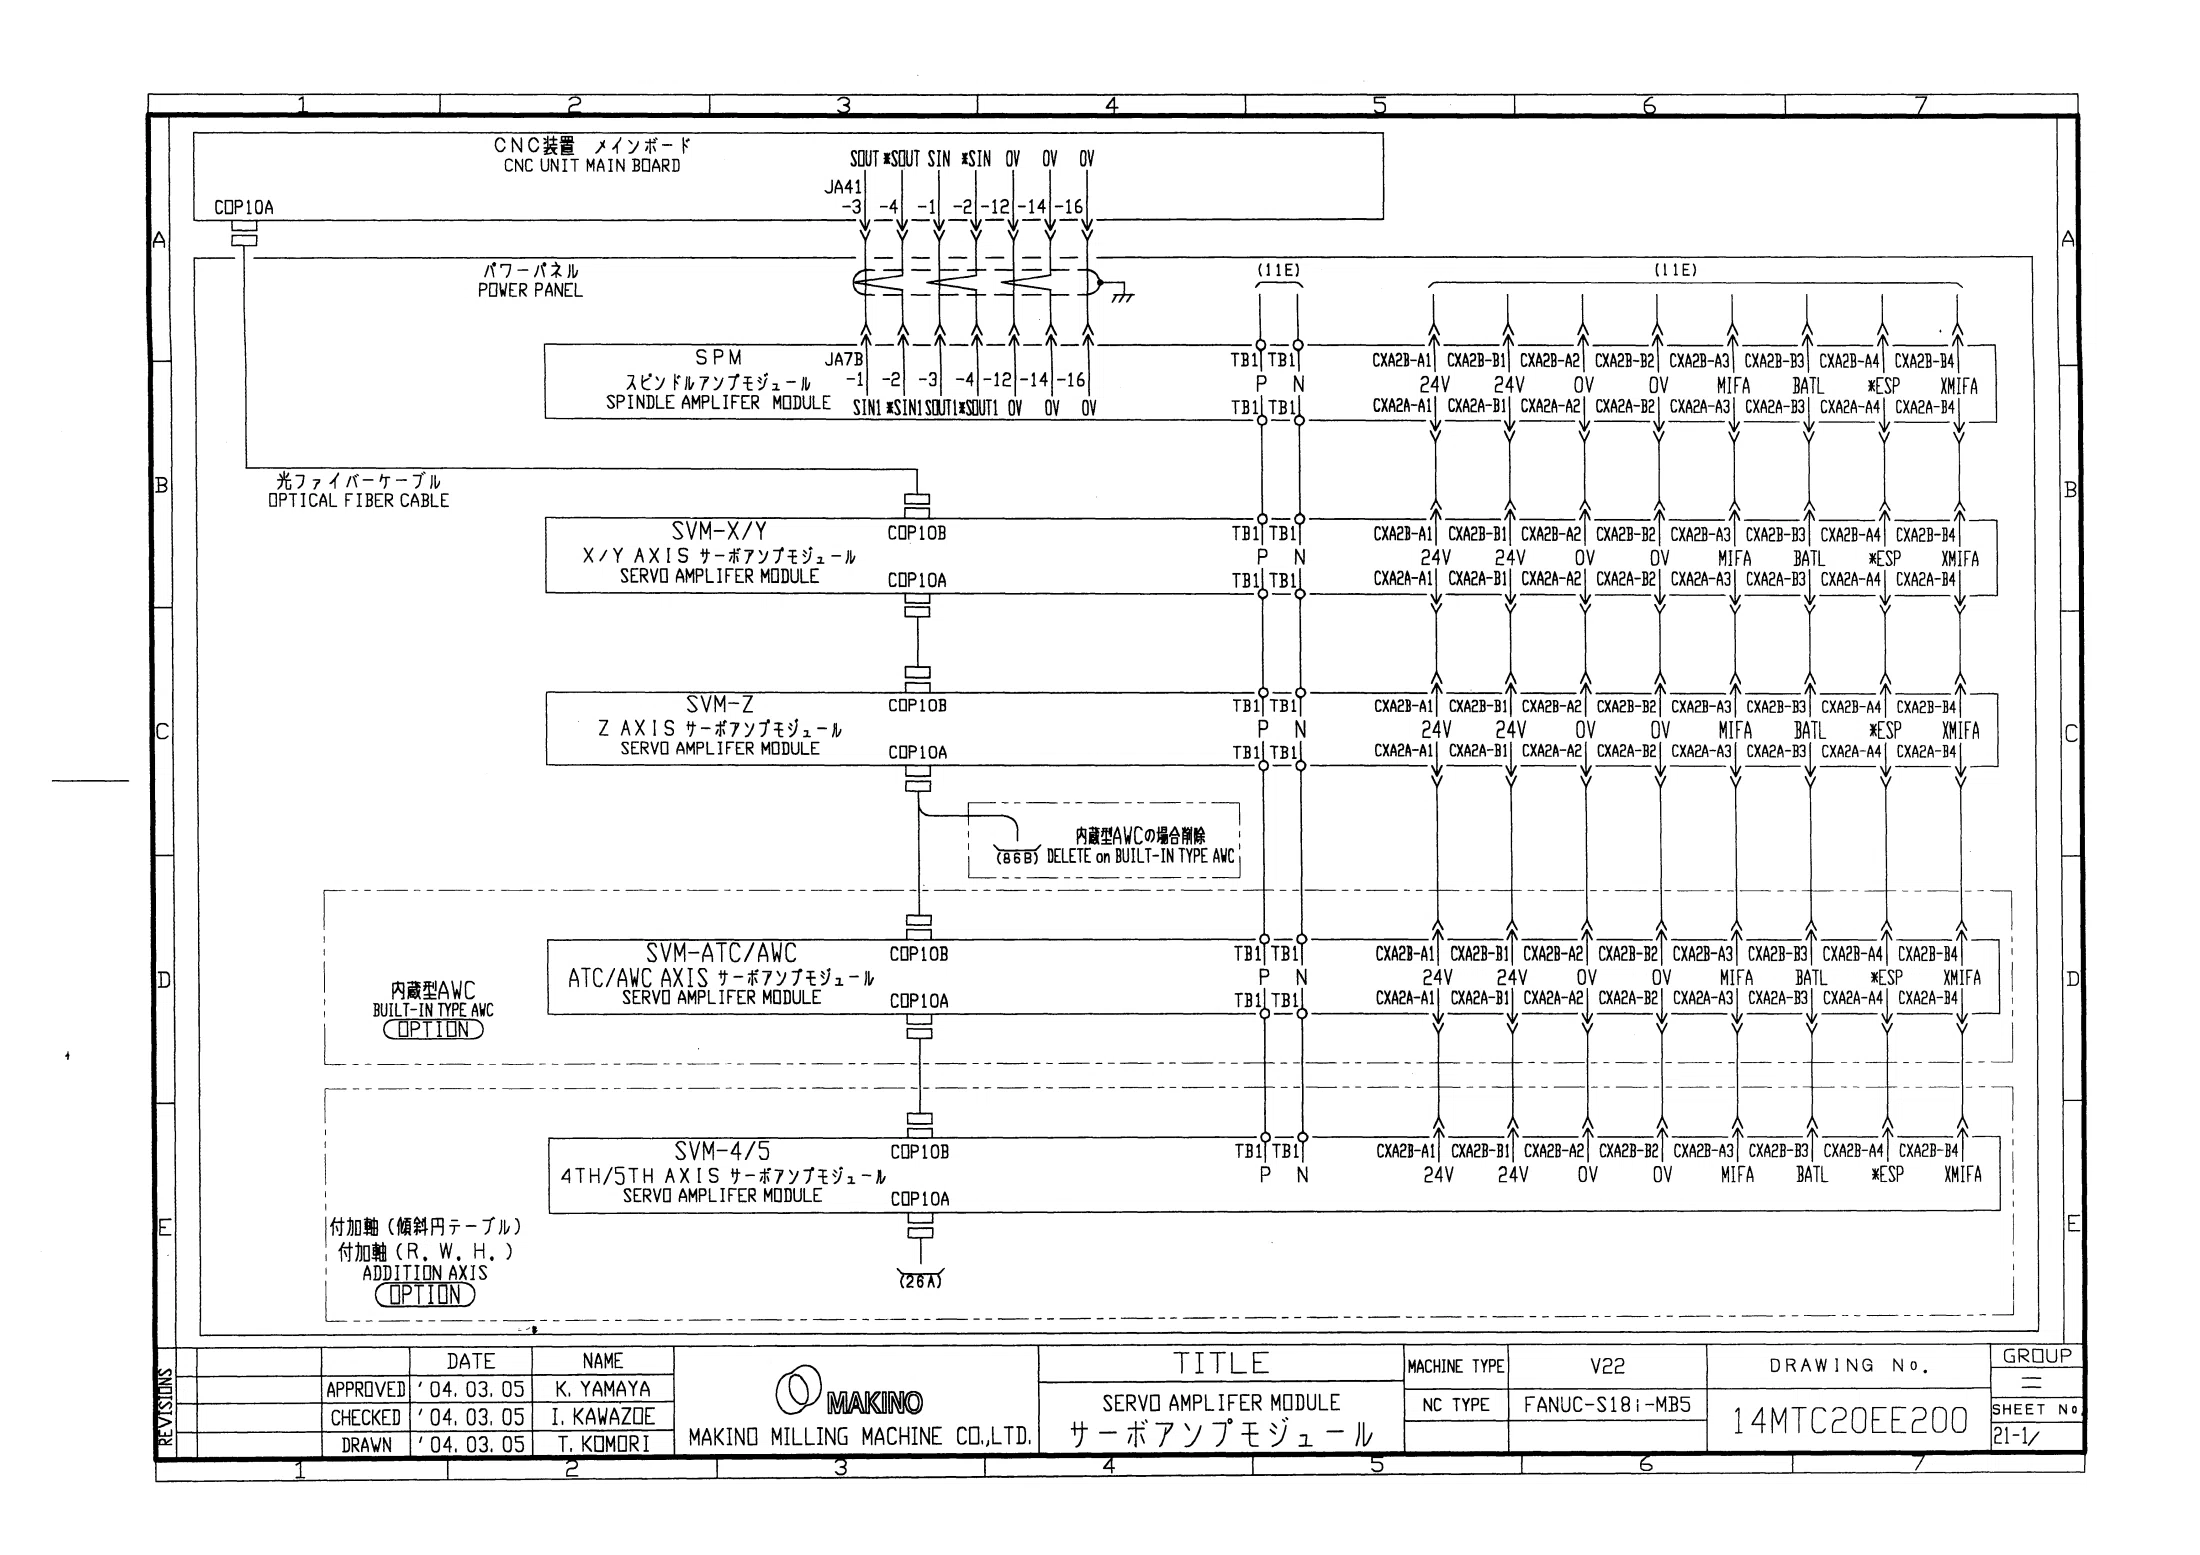 1 2 3 4 5 6 7
CNC装置 メインボード
CNC UNIT MAIN BOARD
SOUT *SOUT SIN *SIN 0V 0V 0V
JA41
-3 -4 -1 -2 -12 -14 -16
COP10A
A A
パワーパネル
POWER PANEL
(11E) (11E)
SPM
スピンドルアンプモジュール
SPINDLE AMPLIFER MODULE
JA7B
-1 -2 -3 -4 -12 -14 -16
SIN1 *SIN1 SOUT1 *SOUT1 0V 0V 0V
TB1 TB1 CXA2B-A1 CXA2B-B1 CXA2B-A2 CXA2B-B2 CXA2B-A3 CXA2B-B3 CXA2B-A4 CXA2B-B4
P N 24V 24V 0V 0V MIFA BATL *ESP XMIFA
TB1 TB1 CXA2A-A1 CXA2A-B1 CXA2A-A2 CXA2A-B2 CXA2A-A3 CXA2A-B3 CXA2A-A4 CXA2A-B4
B B
光ファイバーケーブル
OPTICAL FIBER CABLE
SVM-X/Y
X/Y AXIS サーボアンプモジュール
SERVO AMPLIFER MODULE
COP10B
COP10A
TB1 TB1 CXA2B-A1 CXA2B-B1 CXA2B-A2 CXA2B-B2 CXA2B-A3 CXA2B-B3 CXA2B-A4 CXA2B-B4
P N 24V 24V 0V 0V MIFA BATL *ESP XMIFA
TB1 TB1 CXA2A-A1 CXA2A-B1 CXA2A-A2 CXA2A-B2 CXA2A-A3 CXA2A-B3 CXA2A-A4 CXA2A-B4
SVM-Z
Z AXIS サーボアンプモジュール
SERVO AMPLIFER MODULE
COP10B
COP10A
TB1 TB1 CXA2B-A1 CXA2B-B1 CXA2B-A2 CXA2B-B2 CXA2B-A3 CXA2B-B3 CXA2B-A4 CXA2B-B4
P N 24V 24V 0V 0V MIFA BATL *ESP XMIFA
TB1 TB1 CXA2A-A1 CXA2A-B1 CXA2A-A2 CXA2A-B2 CXA2A-A3 CXA2A-B3 CXA2A-A4 CXA2A-B4
C C
内蔵型AWCの場合削除
(86B) DELETE on BUILT-IN TYPE AWC
SVM-ATC/AWC
ATC/AWC AXIS サーボアンプモジュール
SERVO AMPLIFER MODULE
COP10B
COP10A
TB1 TB1 CXA2B-A1 CXA2B-B1 CXA2B-A2 CXA2B-B2 CXA2B-A3 CXA2B-B3 CXA2B-A4 CXA2B-B4
P N 24V 24V 0V 0V MIFA BATL *ESP XMIFA
TB1 TB1 CXA2A-A1 CXA2A-B1 CXA2A-A2 CXA2A-B2 CXA2A-A3 CXA2A-B3 CXA2A-A4 CXA2A-B4
D D
内蔵型AWC
BUILT-IN TYPE AWC
OPTION
SVM-4/5
4TH/5TH AXIS サーボアンプモジュール
SERVO AMPLIFER MODULE
COP10B
COP10A
TB1 TB1 CXA2B-A1 CXA2B-B1 CXA2B-A2 CXA2B-B2 CXA2B-A3 CXA2B-B3 CXA2B-A4 CXA2B-B4
P N 24V 24V 0V 0V MIFA BATL *ESP XMIFA
E E
付加軸(傾斜円テーブル)
付加軸(R.W.H.)
ADDITION AXIS
OPTION
(26A)
REVISIONS
DATE NAME
APPROVED '04.03.05 K. YAMAYA
CHECKED '04.03.05 I. KAWAZOE
DRAWN '04.03.05 T. KOMORI
MAKINO
MAKINO MILLING MACHINE CO.,LTD.
TITLE
SERVO AMPLIFER MODULE
サーボアンプモジュール
MACHINE TYPE V22
NC TYPE FANUC-S18i-MB5
DRAWING No.
14MTC20EE200
GROUP
=
SHEET No.
21-1/
1 2 3 4 5 6 7